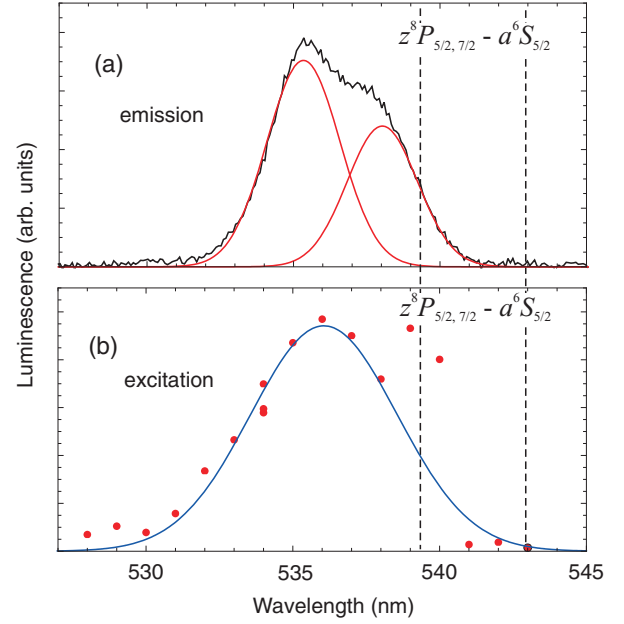 z⁸P₅/₂, ₇/₂ - a⁶S₅/₂
(a)
emission
z⁸P₅/₂, ₇/₂ - a⁶S₅/₂
(b)
excitation
Luminescence (arb. units)
530 535 540 545
Wavelength (nm)